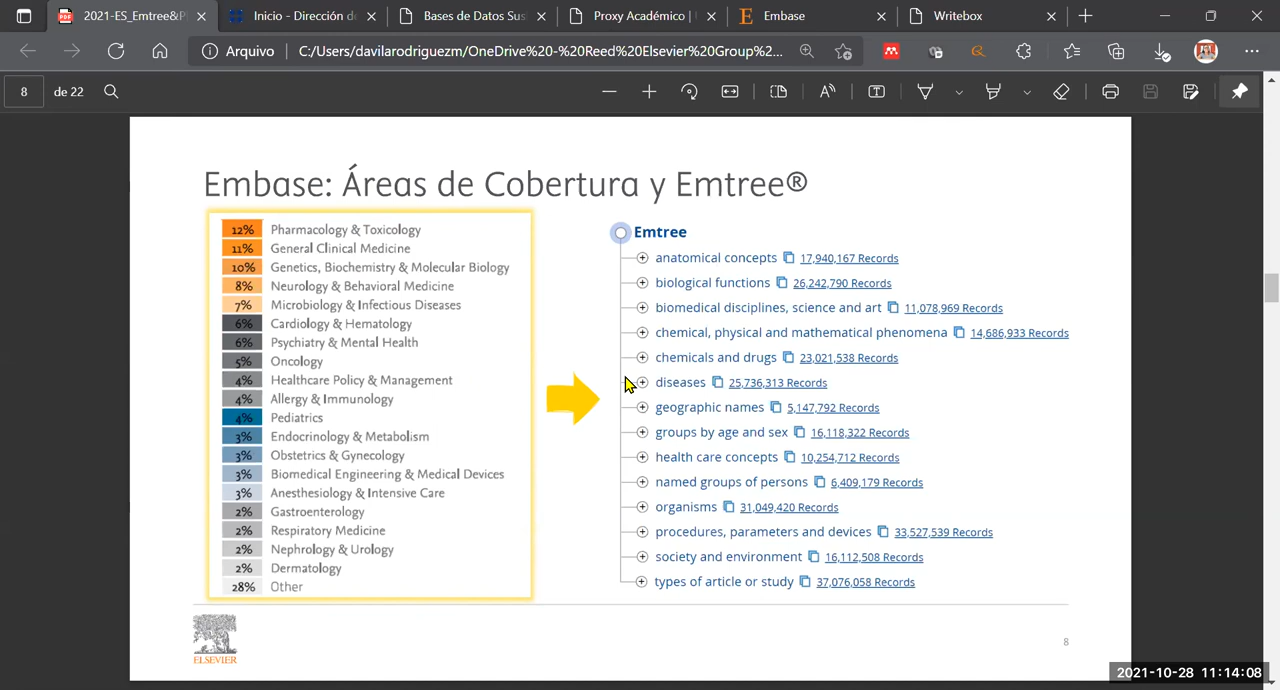 2021-ES_Emtree&P
Inicio - Dirección de
Bases de Datos Sus
Proxy Académico |
Embase
Writebox
Arquivo
C:/Users/davilarodriguezm/OneDrive%20-%20Reed%20Elsevier%20Group%2...
8
de 22
Embase: Áreas de Cobertura y Emtree®
12% Pharmacology & Toxicology
11% General Clinical Medicine
10% Genetics, Biochemistry & Molecular Biology
8% Neurology & Behavioral Medicine
7% Microbiology & Infectious Diseases
6% Cardiology & Hematology
6% Psychiatry & Mental Health
5% Oncology
4% Healthcare Policy & Management
4% Allergy & Immunology
4% Pediatrics
3% Endocrinology & Metabolism
3% Obstetrics & Gynecology
3% Biomedical Engineering & Medical Devices
3% Anesthesiology & Intensive Care
2% Gastroenterology
2% Respiratory Medicine
2% Nephrology & Urology
2% Dermatology
28% Other
Emtree
anatomical concepts 17,940,167 Records
biological functions 26,242,790 Records
biomedical disciplines, science and art 11,078,969 Records
chemical, physical and mathematical phenomena 14,686,933 Records
chemicals and drugs 23,021,538 Records
diseases 25,736,313 Records
geographic names 5,147,792 Records
groups by age and sex 16,118,322 Records
health care concepts 10,254,712 Records
named groups of persons 6,409,179 Records
organisms 31,049,420 Records
procedures, parameters and devices 33,527,539 Records
society and environment 16,112,508 Records
types of article or study 37,076,058 Records
ELSEVIER
8
2021-10-28 11:14:08